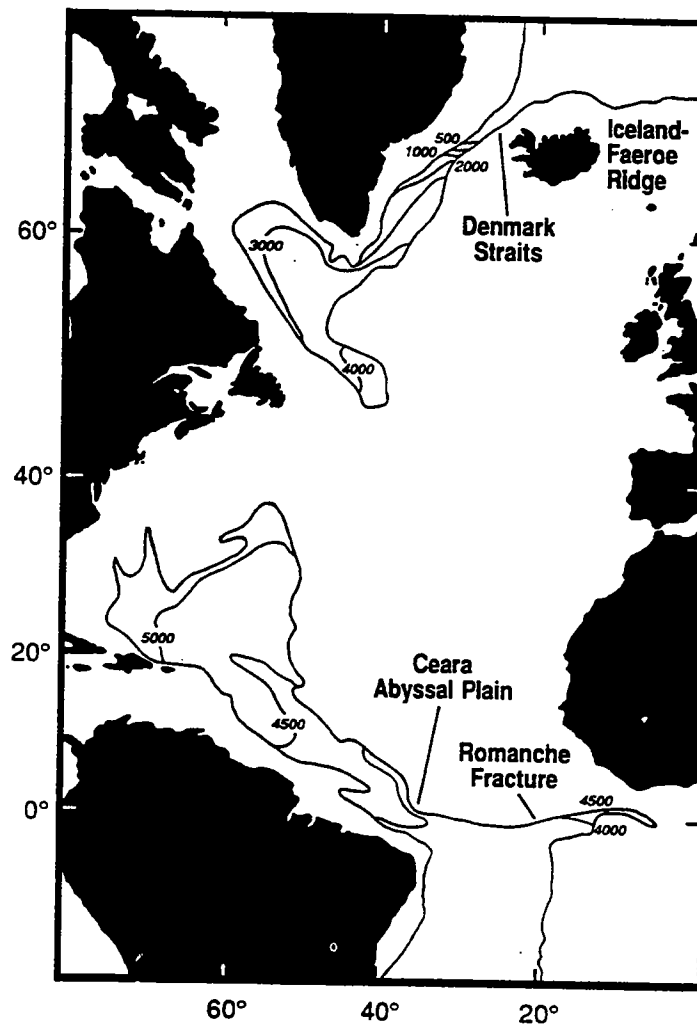 Iceland-
Faeroe
Ridge
500
1000
2000
Denmark
Straits
60°
3000
4000
40°
5000
20°
Ceara
Abyssal Plain
4500
Romanche
Fracture
4500
0°
4000
60°
40°
20°